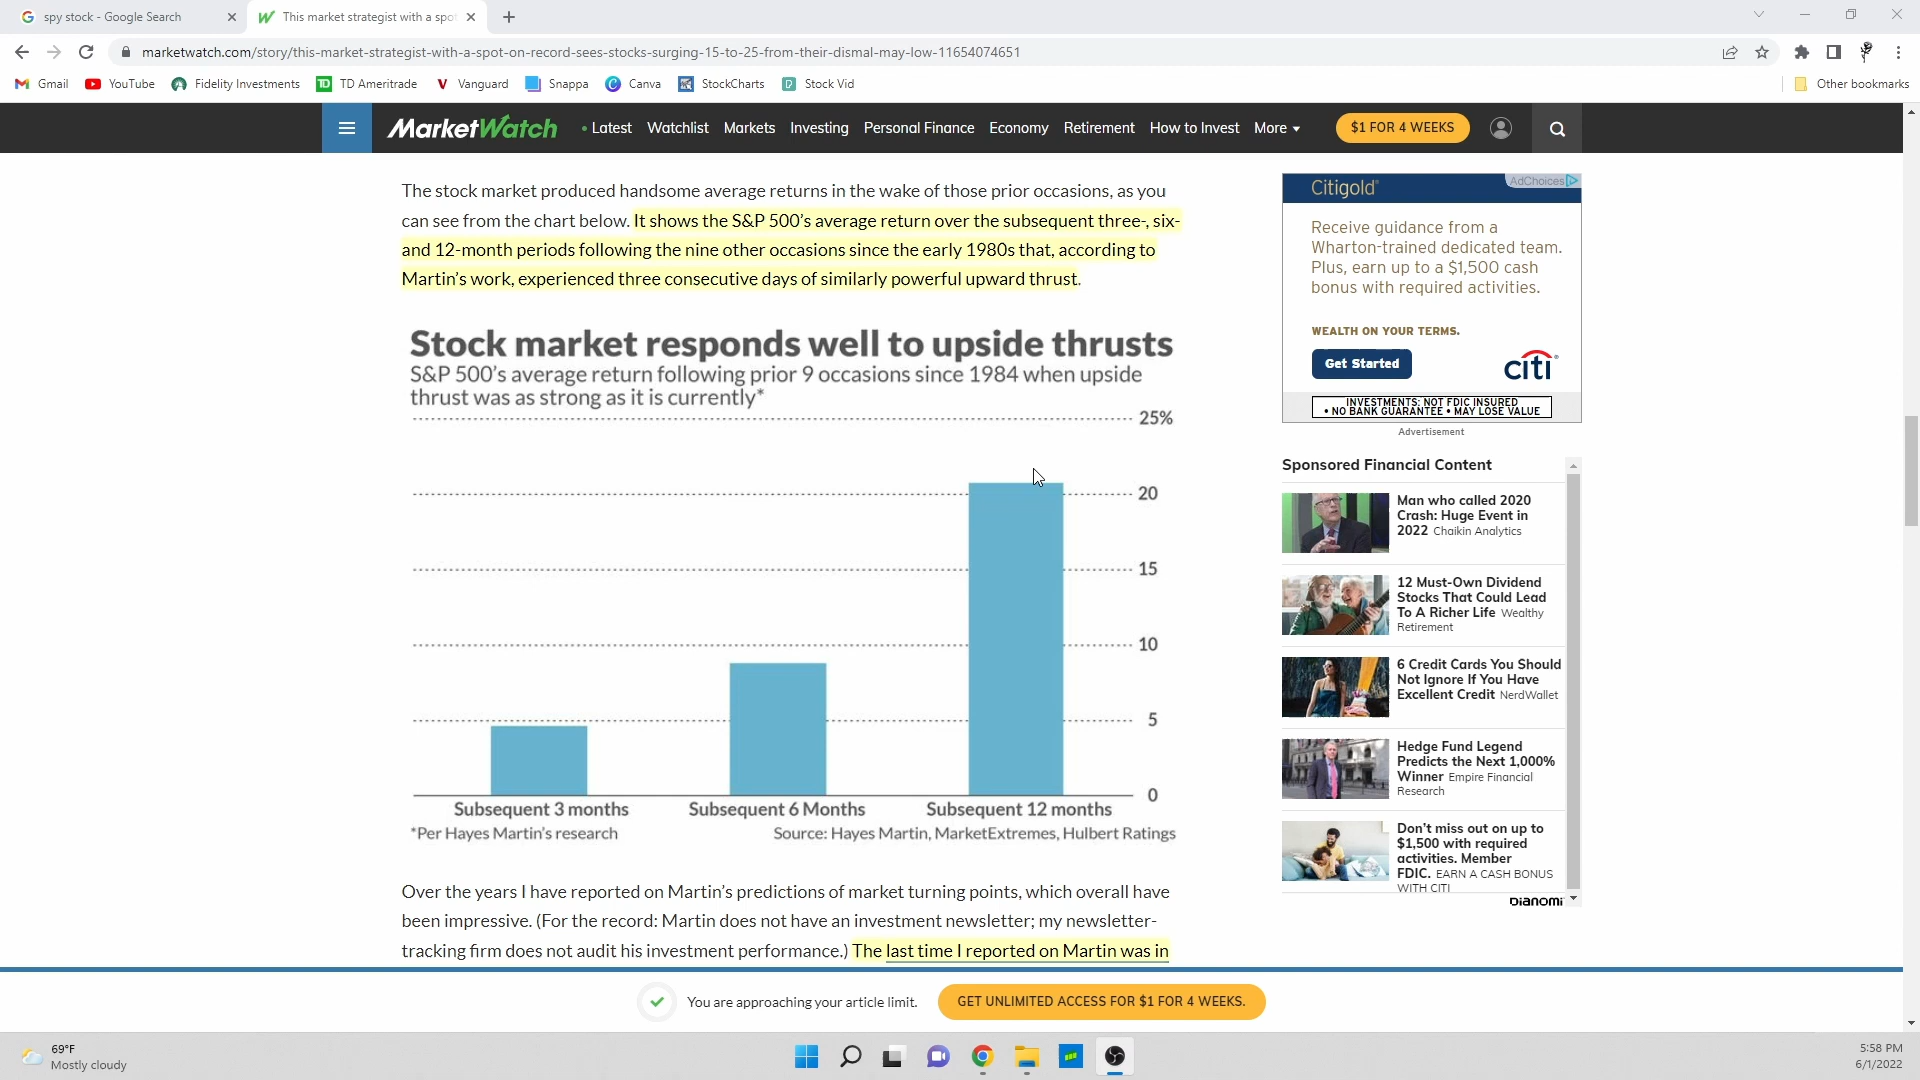 spy stock - Google Search
This market strategist with a spot
marketwatch.com/story/this-market-strategist-with-a-spot-on-record-sees-stocks-surging-15-to-25-from-their-dismal-may-low-11654074651
Gmail YouTube Fidelity Investments TD Ameritrade Vanguard Snappa Canva StockCharts Stock Vid Other bookmarks
MarketWatch • Latest Watchlist Markets Investing Personal Finance Economy Retirement How to Invest More $1 FOR 4 WEEKS
The stock market produced handsome average returns in the wake of those prior occasions, as you
can see from the chart below. It shows the S&P 500's average return over the subsequent three-, six-
and 12-month periods following the nine other occasions since the early 1980s that, according to
Martin's work, experienced three consecutive days of similarly powerful upward thrust.
Stock market responds well to upside thrusts
S&P 500's average return following prior 9 occasions since 1984 when upside
thrust was as strong as it is currently*
25%
20
15
10
5
0
Subsequent 3 months Subsequent 6 Months Subsequent 12 months
*Per Hayes Martin's research Source: Hayes Martin, MarketExtremes, Hulbert Ratings
Over the years I have reported on Martin's predictions of market turning points, which overall have
been impressive. (For the record: Martin does not have an investment newsletter; my newsletter-
tracking firm does not audit his investment performance.) The last time I reported on Martin was in
Citigold®
AdChoices
Receive guidance from a
Wharton-trained dedicated team.
Plus, earn up to a $1,500 cash
bonus with required activities.
WEALTH ON YOUR TERMS.
Get Started
citi®
INVESTMENTS: NOT FDIC INSURED
• NO BANK GUARANTEE • MAY LOSE VALUE
Advertisement
Sponsored Financial Content
Man who called 2020
Crash: Huge Event in
2022 Chaikin Analytics
12 Must-Own Dividend
Stocks That Could Lead
To A Richer Life Wealthy
Retirement
6 Credit Cards You Should
Not Ignore If You Have
Excellent Credit NerdWallet
Hedge Fund Legend
Predicts the Next 1,000%
Winner Empire Financial
Research
Don't miss out on up to
$1,500 with required
activities. Member
FDIC. EARN A CASH BONUS
WITH CITI
Dianomi
You are approaching your article limit. GET UNLIMITED ACCESS FOR $1 FOR 4 WEEKS.
69°F
Mostly cloudy
5:58 PM
6/1/2022